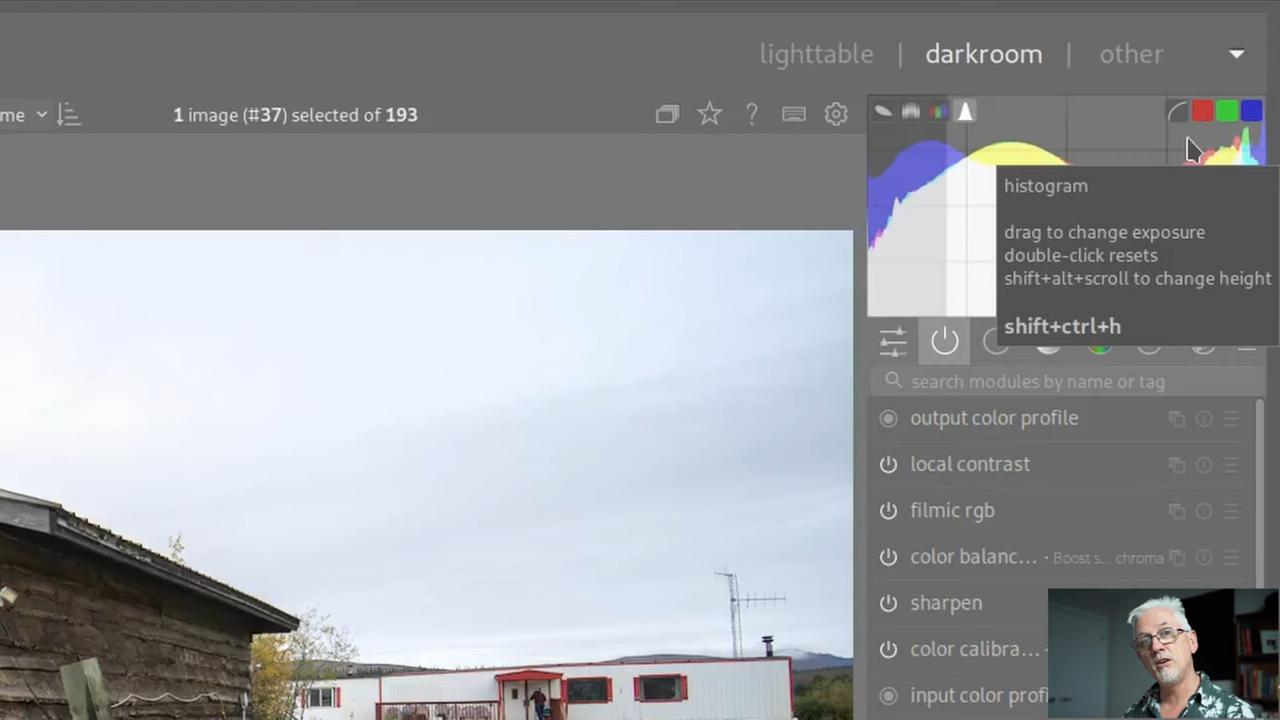 lighttable | darkroom | other
me
1 image (#37) selected of 193
?
histogram
drag to change exposure
double-click resets
shift+alt+scroll to change height
shift+ctrl+h
search modules by name or tag
output color profile
local contrast
filmic rgb
color balanc... · Boost s... chroma
sharpen
color calibra... ·
input color profi